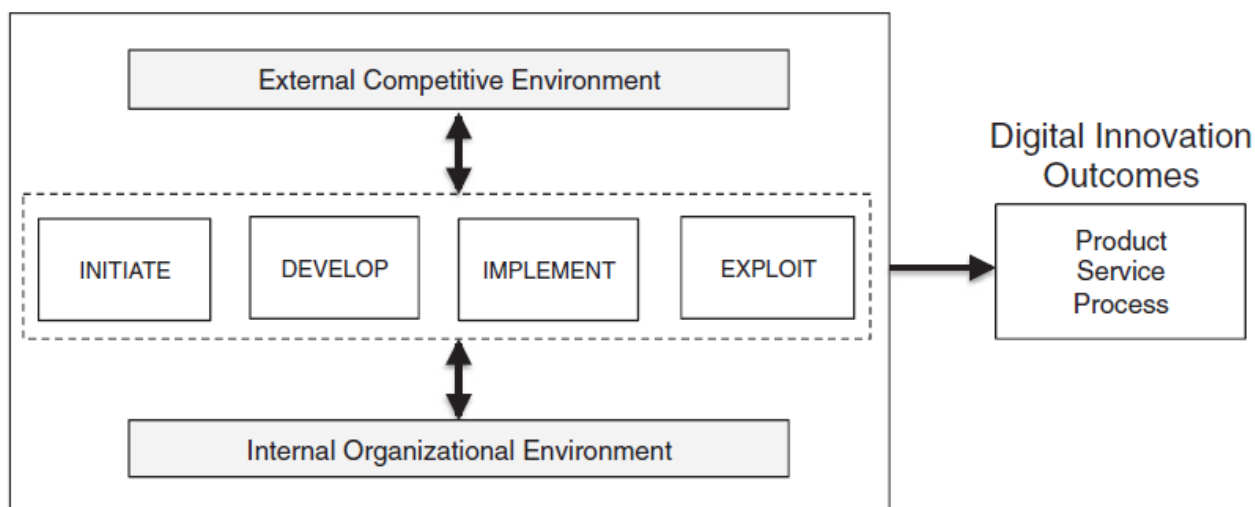 External Competitive Environment
Digital Innovation
Outcomes
INITIATE
DEVELOP
IMPLEMENT
EXPLOIT
Product
Service
Process
Internal Organizational Environment